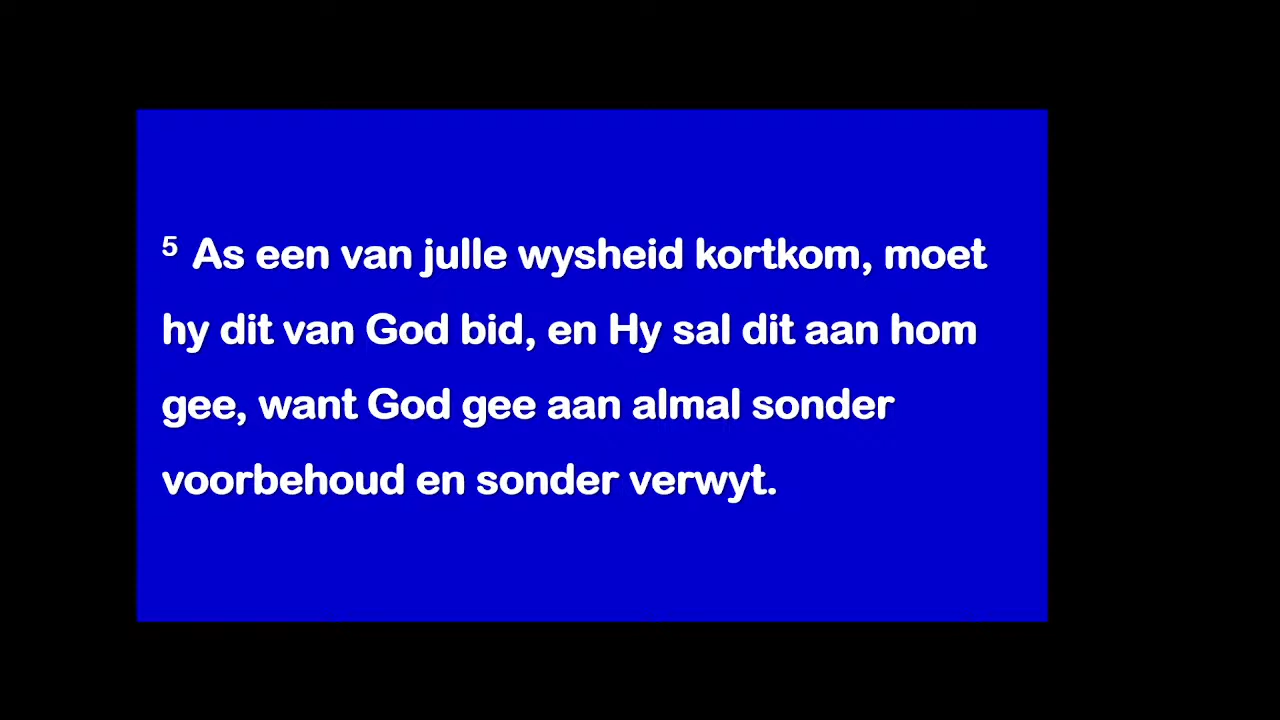 ⁵ As een van julle wysheid kortkom, moet
hy dit van God bid, en Hy sal dit aan hom
gee, want God gee aan almal sonder
voorbehoud en sonder verwyt.